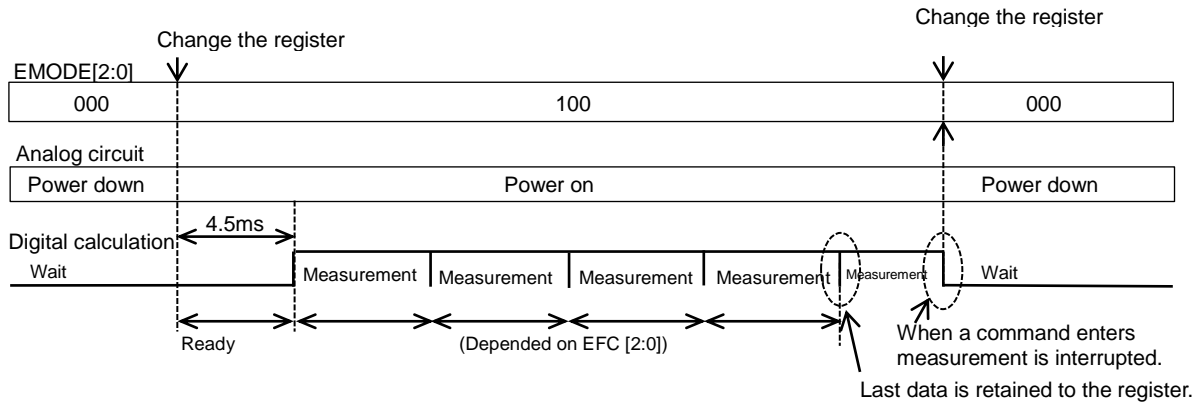 Change the register
Change the register
EMODE[2:0]
000 100 000
Analog circuit
Power down Power on Power down
4.5ms
Digital calculation
Wait Measurement Measurement Measurement Measurement Measurement Wait
Ready (Depended on EFC [2:0])
When a command enters
measurement is interrupted.
Last data is retained to the register.